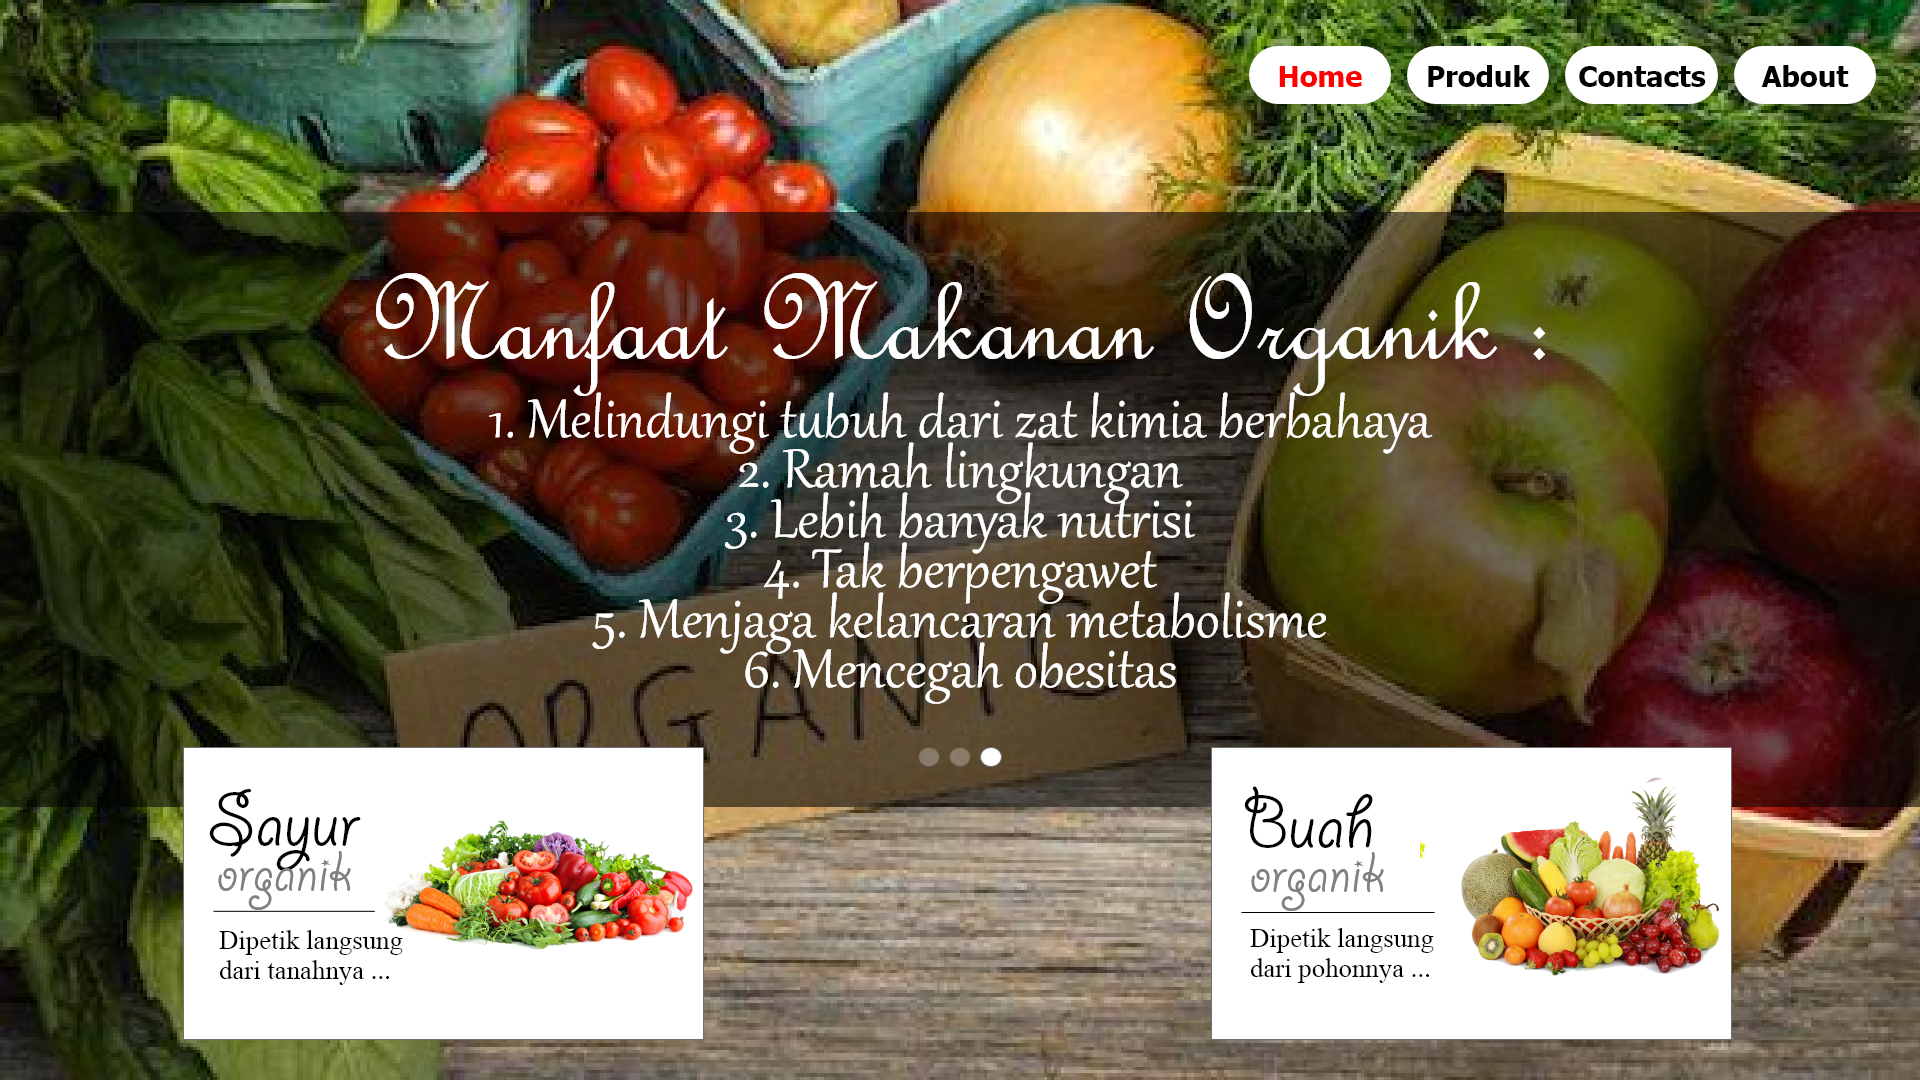 Home
Produk
Contacts
About
Manfaat Makanan Organik :
1. Melindungi tubuh dari zat kimia berbahaya
2. Ramah lingkungan
3. Lebih banyak nutrisi
4. Tak berpengawet
5. Menjaga kelancaran metabolisme
6. Mencegah obesitas
ORGANIC
Sayur
organik
Dipetik langsung
dari tanahnya ...
Buah
organik
Dipetik langsung
dari pohonnya ...